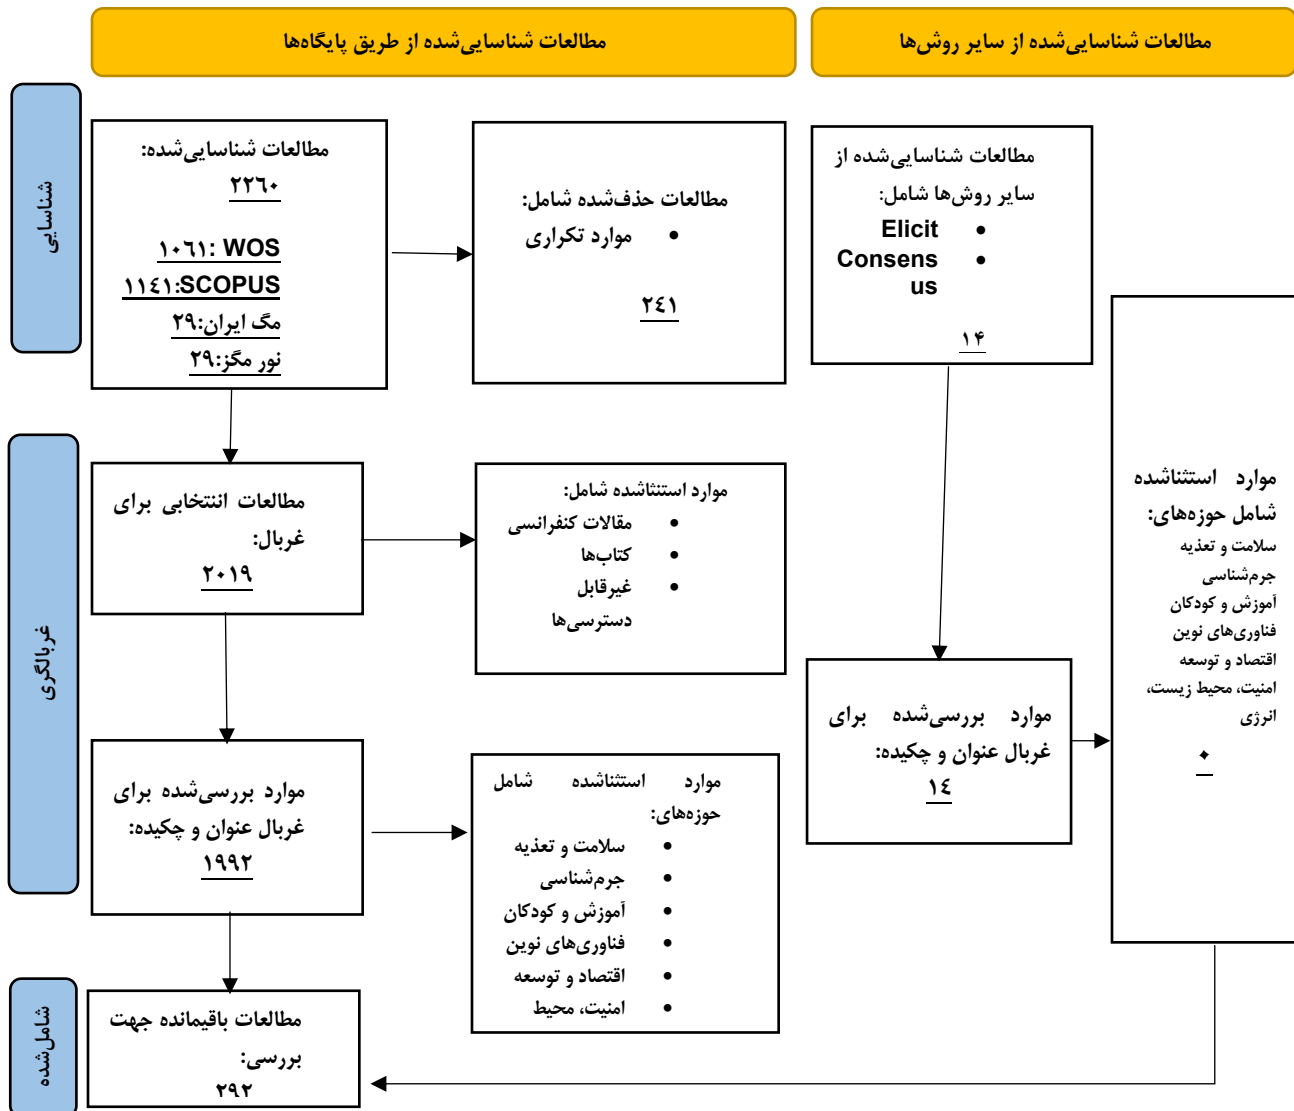 مطالعات شناسایی‌شده از طریق پایگاه‌ها
مطالعات شناسایی‌شده از سایر روش‌ها
شناسایی
مطالعات شناسایی‌شده:
۲۲۶۰
۱۰۶۱: WOS
۱۱٤۱:SCOPUS
مگ ایران:۲۹
نور مگز:۲۹
مطالعات حذف‌شده شامل:
• موارد تکراری
۲٤۱
مطالعات شناسایی‌شده از
سایر روش‌ها شامل:
• Elicit
• Consens
us
۱۴
غربالگری
مطالعات اننتخابی برای
غربال:
۲۰۱۹
موارد استثناشده شامل:
• مقالات کنفرانسی
• کتاب‌ها
• غیرقابل
دسترسی‌ها
موارد بررسی‌شده برای
غربال عنوان و چکیده:
۱۹۹۲
موارد استثناشده شامل
حوزه‌های:
• سلامت و تعذیه
• جرم‌شناسی
• آموزش و کودکان
• فناوری‌های نوین
• اقتصاد و توسعه
• امنیت، محیط
موارد بررسی‌شده برای
غربال عنوان و چکیده:
۱٤
موارد استثناشده
شامل حوزه‌های:
سلامت و تعذیه
جرم‌شناسی
آموزش و کودکان
فناوری‌های نوین
اقتصاد و توسعه
امنیت، محیط زیست،
انرژی
۰
شامل‌شده
مطالعات باقیمانده جهت
بررسی:
۲۹۲